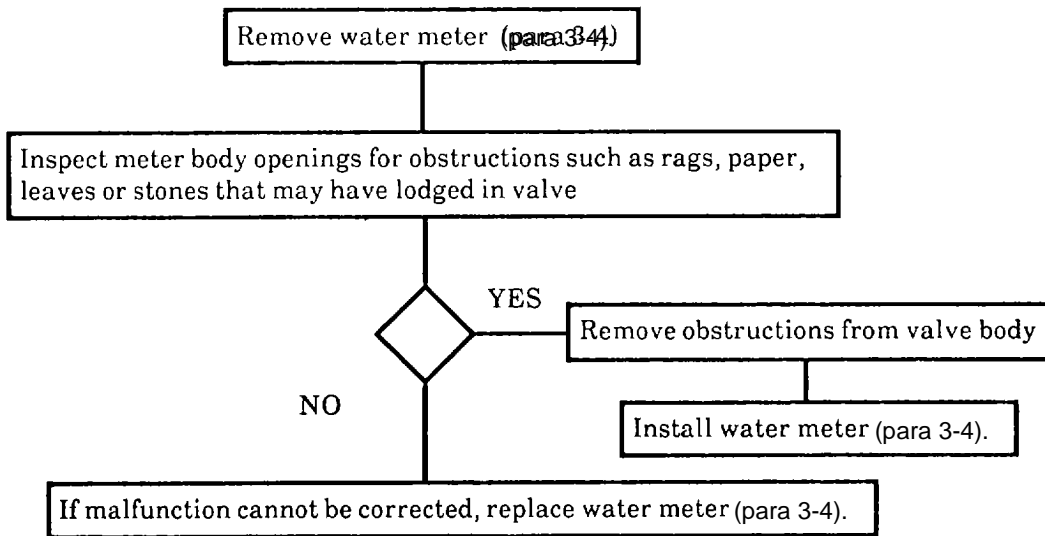 Remove water meter (para 3-4).
Inspect meter body openings for obstructions such as rags, paper,
leaves or stones that may have lodged in valve
YES
Remove obstructions from valve body
NO
Install water meter (para 3-4).
If malfunction cannot be corrected, replace water meter (para 3-4).